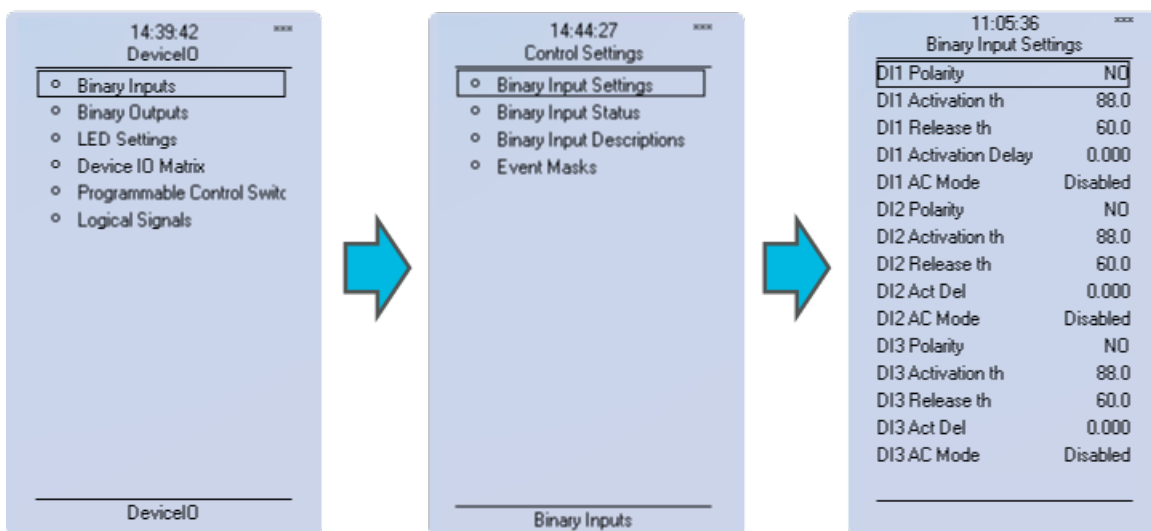 14:39:42 ***
DeviceIO
Binary Inputs
Binary Outputs
LED Settings
Device IO Matrix
Programmable Control Switc
Logical Signals
DeviceIO
14:44:27 ***
Control Settings
Binary Input Settings
Binary Input Status
Binary Input Descriptions
Event Masks
Binary Inputs
11:05:36 ***
Binary Input Settings
DI1 Polarity NO
DI1 Activation th 88.0
DI1 Release th 60.0
DI1 Activation Delay 0.000
DI1 AC Mode Disabled
DI2 Polarity NO
DI2 Activation th 88.0
DI2 Release th 60.0
DI2 Act Del 0.000
DI2 AC Mode Disabled
DI3 Polarity NO
DI3 Activation th 88.0
DI3 Release th 60.0
DI3 Act Del 0.000
DI3 AC Mode Disabled